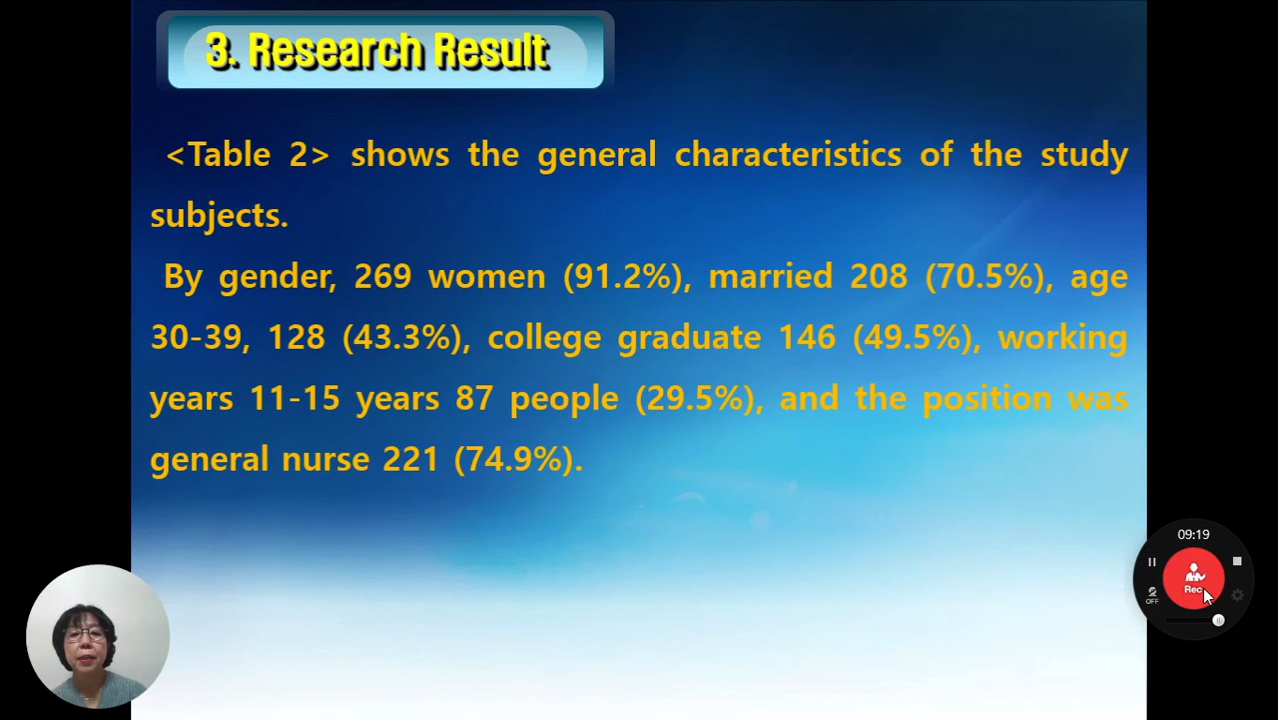 3. Research Result
<Table 2> shows the general characteristics of the study
subjects.
By gender, 269 women (91.2%), married 208 (70.5%), age
30-39, 128 (43.3%), college graduate 146 (49.5%), working
years 11-15 years 87 people (29.5%), and the position was
general nurse 221 (74.9%).
09:19
Rec
OFF